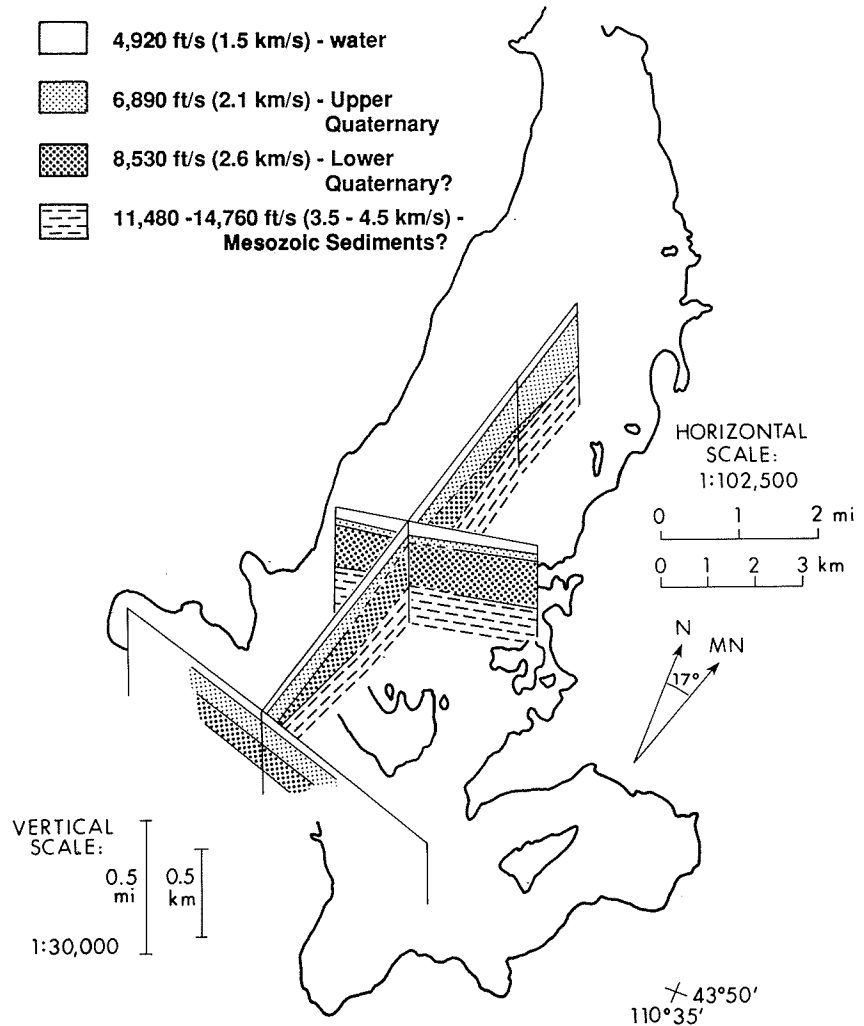 4,920 ft/s (1.5 km/s) - water
6,890 ft/s (2.1 km/s) - Upper
Quaternary
8,530 ft/s (2.6 km/s) - Lower
Quaternary?
11,480 -14,760 ft/s (3.5 - 4.5 km/s) -
Mesozoic Sediments?
HORIZONTAL
SCALE:
1:102,500
0 1 2 mi
0 1 2 3 km
N
MN
17°
VERTICAL
SCALE:
0.5
mi
0.5
km
1:30,000
43°50'
110°35'